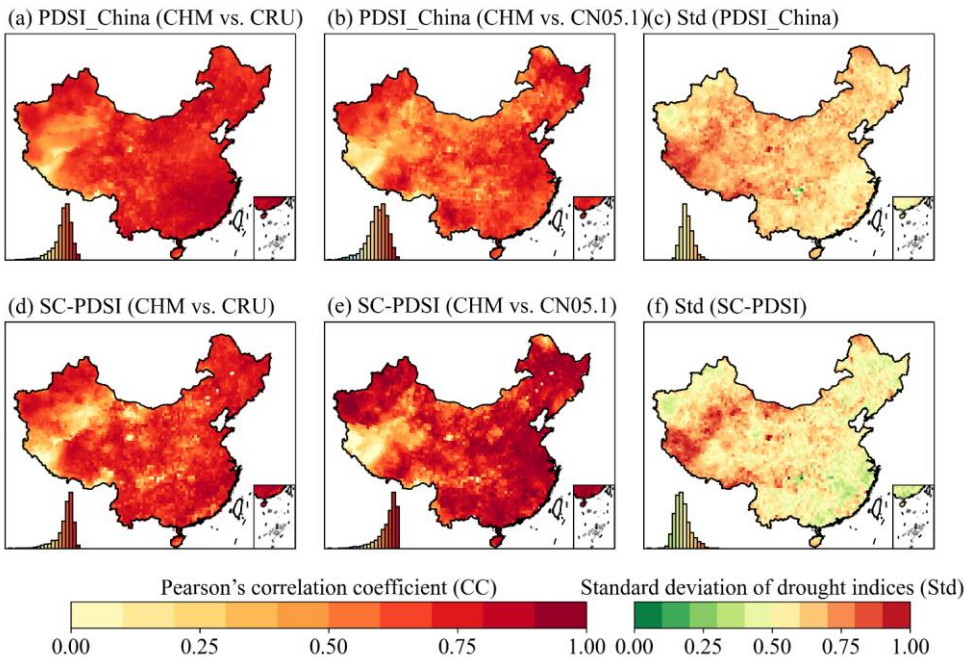 (a) PDSI_China (CHM vs. CRU)
(b) PDSI_China (CHM vs. CN05.1)
(c) Std (PDSI_China)
(d) SC-PDSI (CHM vs. CRU)
(e) SC-PDSI (CHM vs. CN05.1)
(f) Std (SC-PDSI)
Pearson’s correlation coefficient (CC)
Standard deviation of drought indices (Std)
0.00 0.25 0.50 0.75 1.00
0.00 0.25 0.50 0.75 1.00